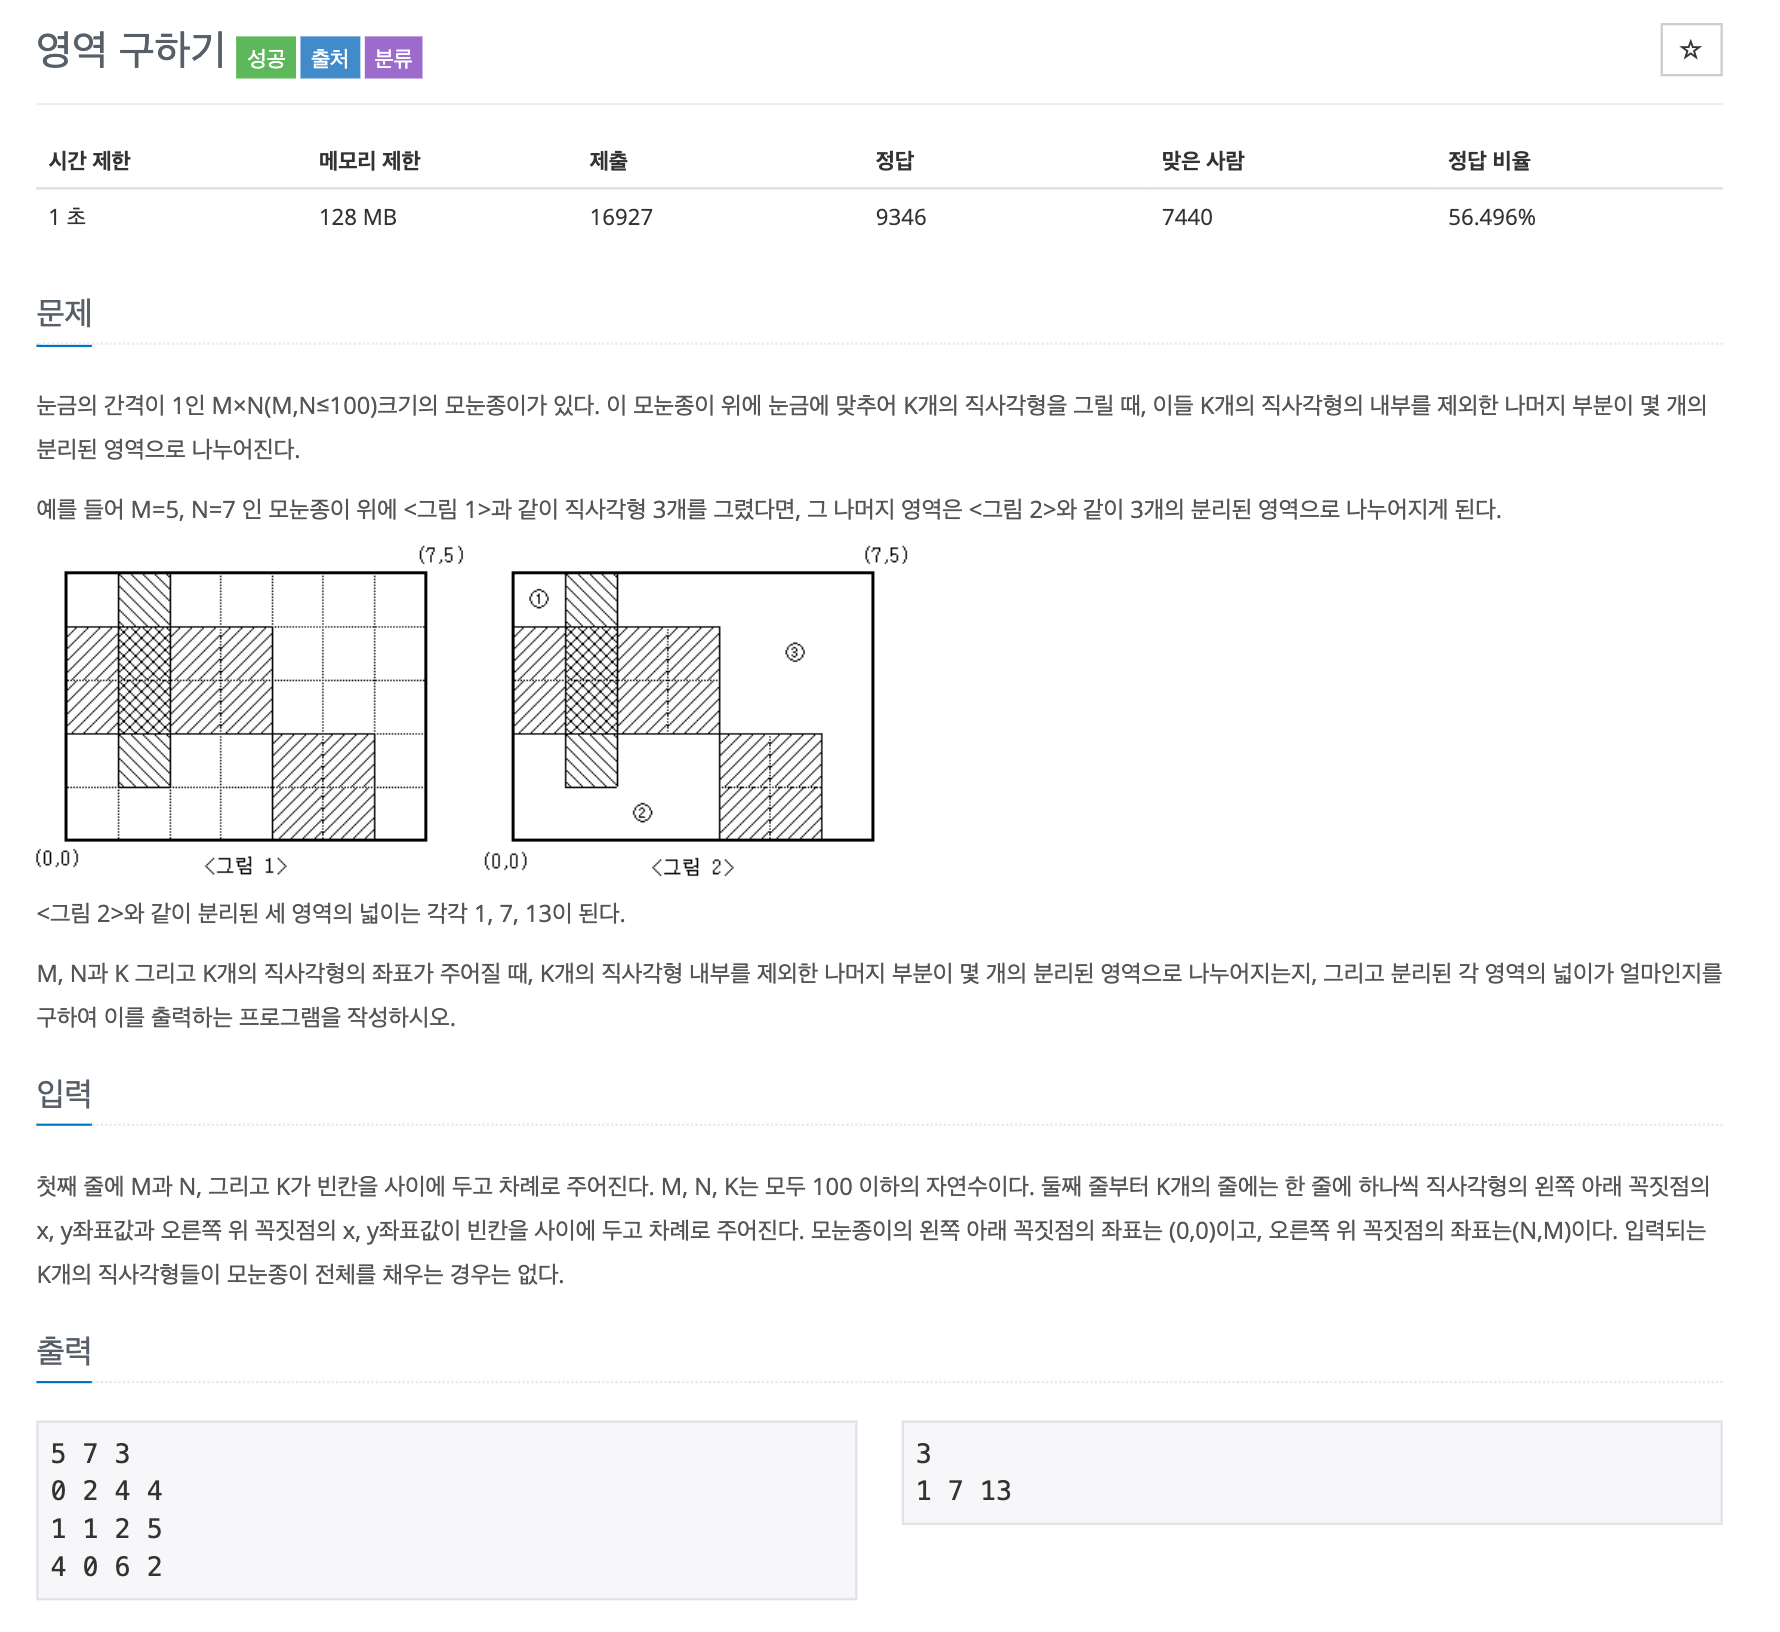 영역 구하기 성공 출처 분류
☆
시간 제한 메모리 제한 제출 정답 맞은 사람 정답 비율
1 초 128 MB 16927 9346 7440 56.496%
문제
눈금의 간격이 1인 M×N(M,N≤100)크기의 모눈종이가 있다. 이 모눈종이 위에 눈금에 맞추어 K개의 직사각형을 그릴 때, 이들 K개의 직사각형의 내부를 제외한 나머지 부분이 몇 개의
분리된 영역으로 나누어진다.
예를 들어 M=5, N=7 인 모눈종이 위에 <그림 1>과 같이 직사각형 3개를 그렸다면, 그 나머지 영역은 <그림 2>와 같이 3개의 분리된 영역으로 나누어지게 된다.
(7,5) (7,5)
①
③
②
(0,0) <그림 1> (0,0) <그림 2>
<그림 2>와 같이 분리된 세 영역의 넓이는 각각 1, 7, 13이 된다.
M, N과 K 그리고 K개의 직사각형의 좌표가 주어질 때, K개의 직사각형 내부를 제외한 나머지 부분이 몇 개의 분리된 영역으로 나누어지는지, 그리고 분리된 각 영역의 넓이가 얼마인지를
구하여 이를 출력하는 프로그램을 작성하시오.
입력
첫째 줄에 M과 N, 그리고 K가 빈칸을 사이에 두고 차례로 주어진다. M, N, K는 모두 100 이하의 자연수이다. 둘째 줄부터 K개의 줄에는 한 줄에 하나씩 직사각형의 왼쪽 아래 꼭짓점의
x, y좌표값과 오른쪽 위 꼭짓점의 x, y좌표값이 빈칸을 사이에 두고 차례로 주어진다. 모눈종이의 왼쪽 아래 꼭짓점의 좌표는 (0,0)이고, 오른쪽 위 꼭짓점의 좌표는(N,M)이다. 입력되는
K개의 직사각형들이 모눈종이 전체를 채우는 경우는 없다.
출력
5 7 3
0 2 4 4
1 1 2 5
4 0 6 2
3
1 7 13